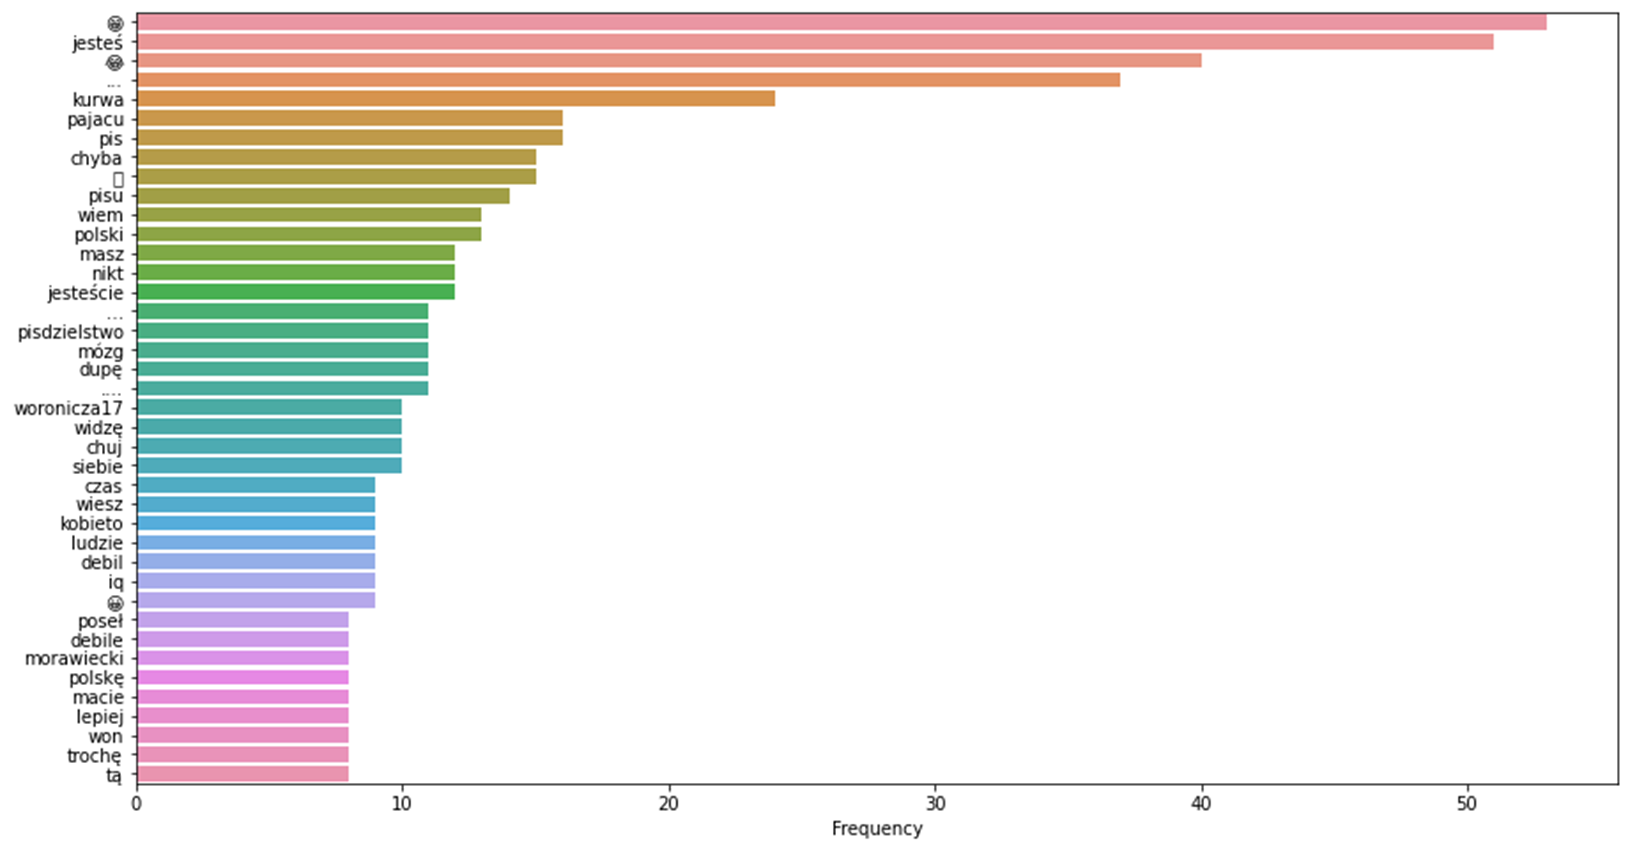 😂
jesteś
😂
...
kurwa
pajacu
pis
chyba
pisu
wiem
polski
masz
nikt
jesteście
…
pisdzielstwo
mózg
dupę
....
woronicza17
widzę
chuj
siebie
czas
wiesz
kobieto
ludzie
debil
iq
😀
poseł
debile
morawiecki
polskę
macie
lepiej
won
trochę
tą
0 10 20 30 40 50
Frequency